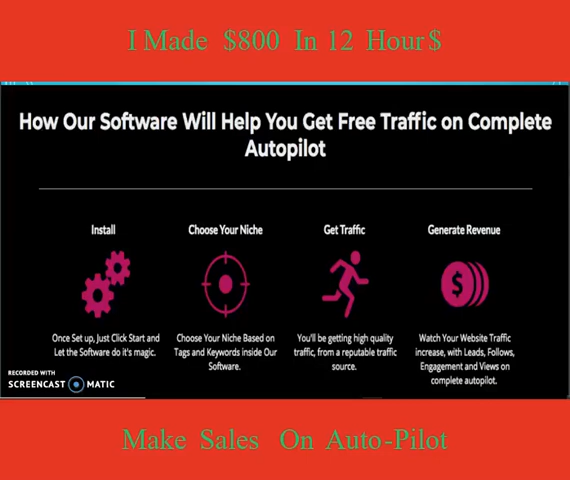 I Made $800 In 12 Hour$
How Our Software Will Help You Get Free Traffic on Complete
Autopilot
Install
Choose Your Niche
Get Traffic
Generate Revenue
$
Once Set up, Just Click Start and
Let the Software do it's magic.
Choose Your Niche Based on
Tags and Keywords inside Our
Software.
You'll be getting high quality
traffic, from a reputable traffic
source.
Watch Your Website Traffic
increase, with Leads, Follows,
Engagement and Views on
complete autopilot.
RECORDED WITH
SCREENCAST MATIC
Make Sales On Auto-Pilot